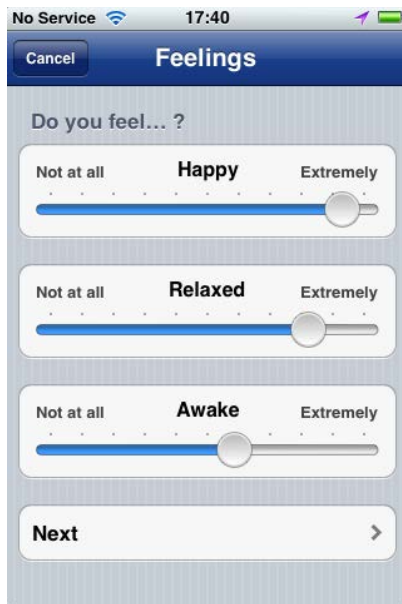 No Service 17:40
Cancel Feelings
Do you feel... ?
Not at all Happy Extremely
Not at all Relaxed Extremely
Not at all Awake Extremely
Next